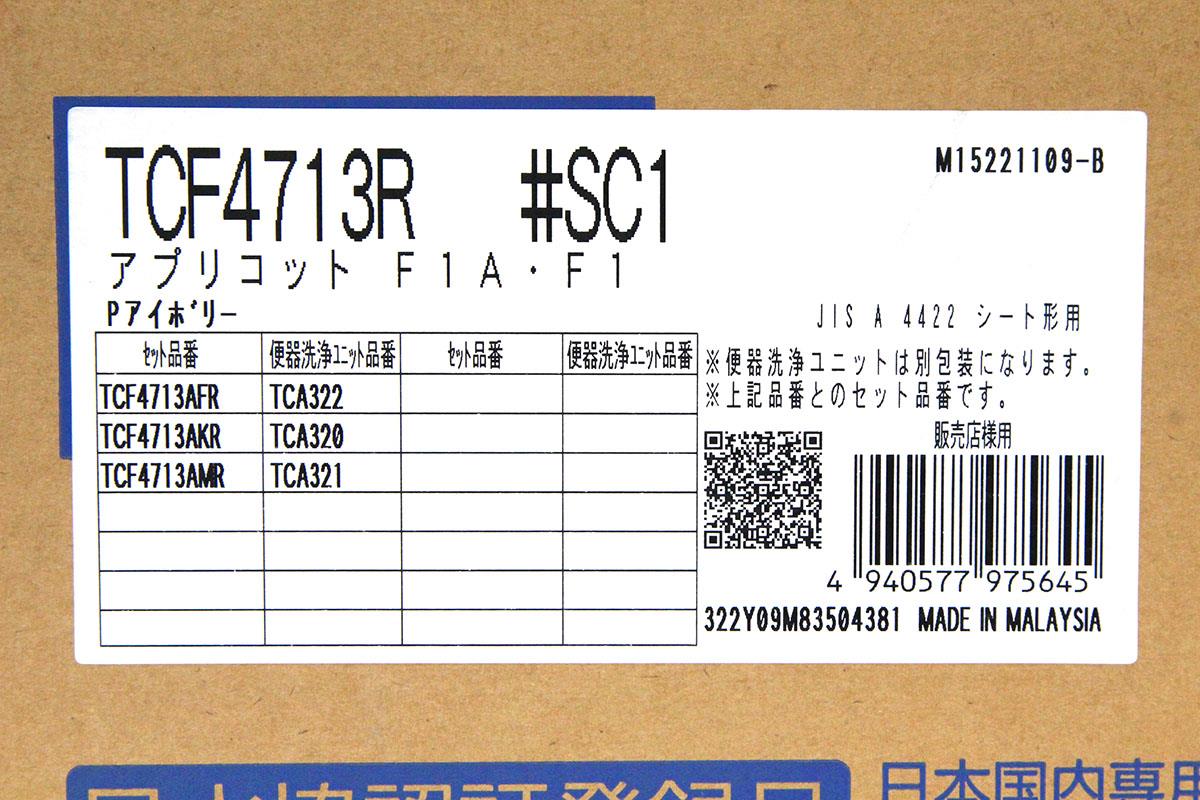 TCF4713R #SC1
M15221109-B
アプリコット F1A・F1
Pアイボリー
JIS A 4422 シート形用
セット品番 便器洗浄ユニット品番 セット品番 便器洗浄ユニット品番
TCF4713AFR TCA322
TCF4713AKR TCA320
TCF4713AMR TCA321
※便器洗浄ユニットは別包装になります。
※上記品番とのセット品番です。
販売店様用
4 940577 975645
322Y09M83504381 MADE IN MALAYSIA
日本国内専用